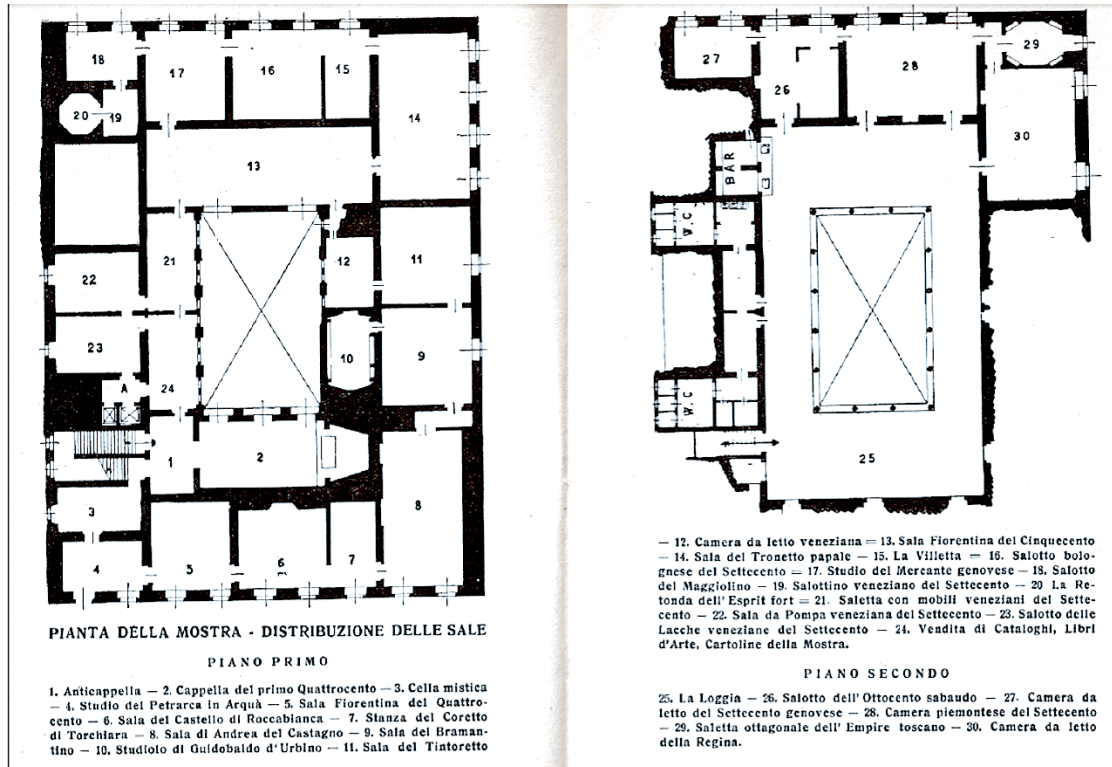 18
17
16
15
20
19
14
13
21
12
11
22
23
10
9
A
24
1
2
8
3
4
5
6
7
PIANTA DELLA MOSTRA - DISTRIBUZIONE DELLE SALE
PIANO PRIMO
1. Anticappella — 2. Cappella del primo Quattrocento — 3. Cella mistica
— 4. Studio del Petrarca in Arquà — 5. Sala Fiorentina del Quattro-
cento — 6. Sala del Castello di Roccabianca — 7. Stanza del Coretto
di Torchiara — 8. Sala di Andrea del Castagno — 9. Sala del Braman-
tino — 10. Studiolo di Guidobaldo d'Urbino — 11. Sala del Tintoretto
27
26
28
29
30
BAR
W.C
W.C
25
— 12. Camera da letto veneziana = 13. Sala Fiorentina del Cinquecento
— 14. Sala del Tronetto papale — 15. La Villetta = 16. Salotto bolo-
gnese del Settecento = 17. Studio del Mercante genovese — 18. Salotto
del Maggiolino — 19. Salottino veneziano del Settecento — 20 La Ro-
tonda dell'Esprit fort = 21. Saletta con mobili veneziani del Sette-
cento — 22. Sala da Pompa veneziana del Settecento — 23. Salotto delle
Lacche veneziane del Settecento — 24. Vendita di Cataloghi, Libri
d'Arte, Cartoline della Mostra.
PIANO SECONDO
25. La Loggia — 26. Salotto dell'Ottocento sabaudo — 27. Camera da
letto del Settecento genovese — 28. Camera piemontese del Settecento
— 29. Saletta ottagonale dell'Empire toscano — 30. Camera da letto
della Regina.